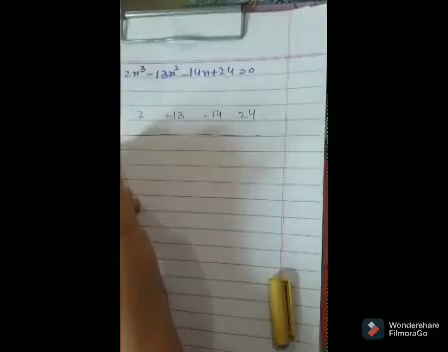 2x³ - 13x² - 14x + 24 = 0
2 -13 -14 24
Wondershare
FilmoraGo